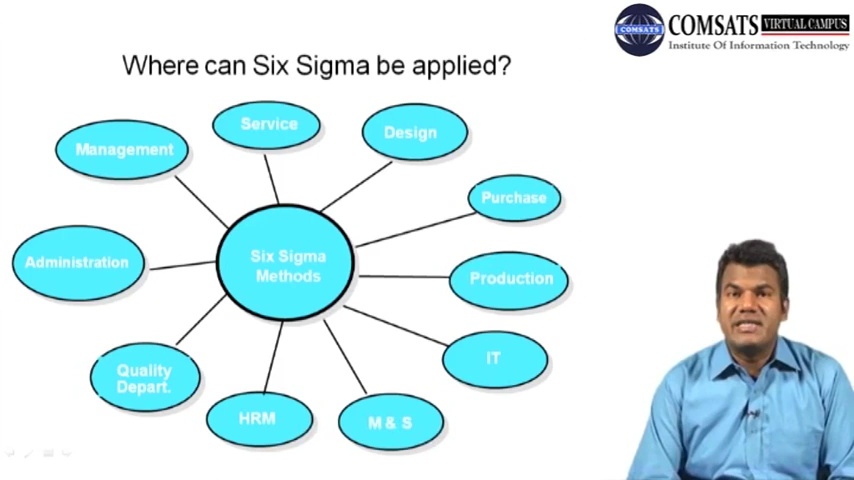 COMSATS
COMSATS VIRTUAL CAMPUS
Institute Of Information Technology
Where can Six Sigma be applied?
Service
Design
Management
Purchase
Six Sigma
Methods
Administration
Production
IT
Quality
Depart.
HRM
M & S